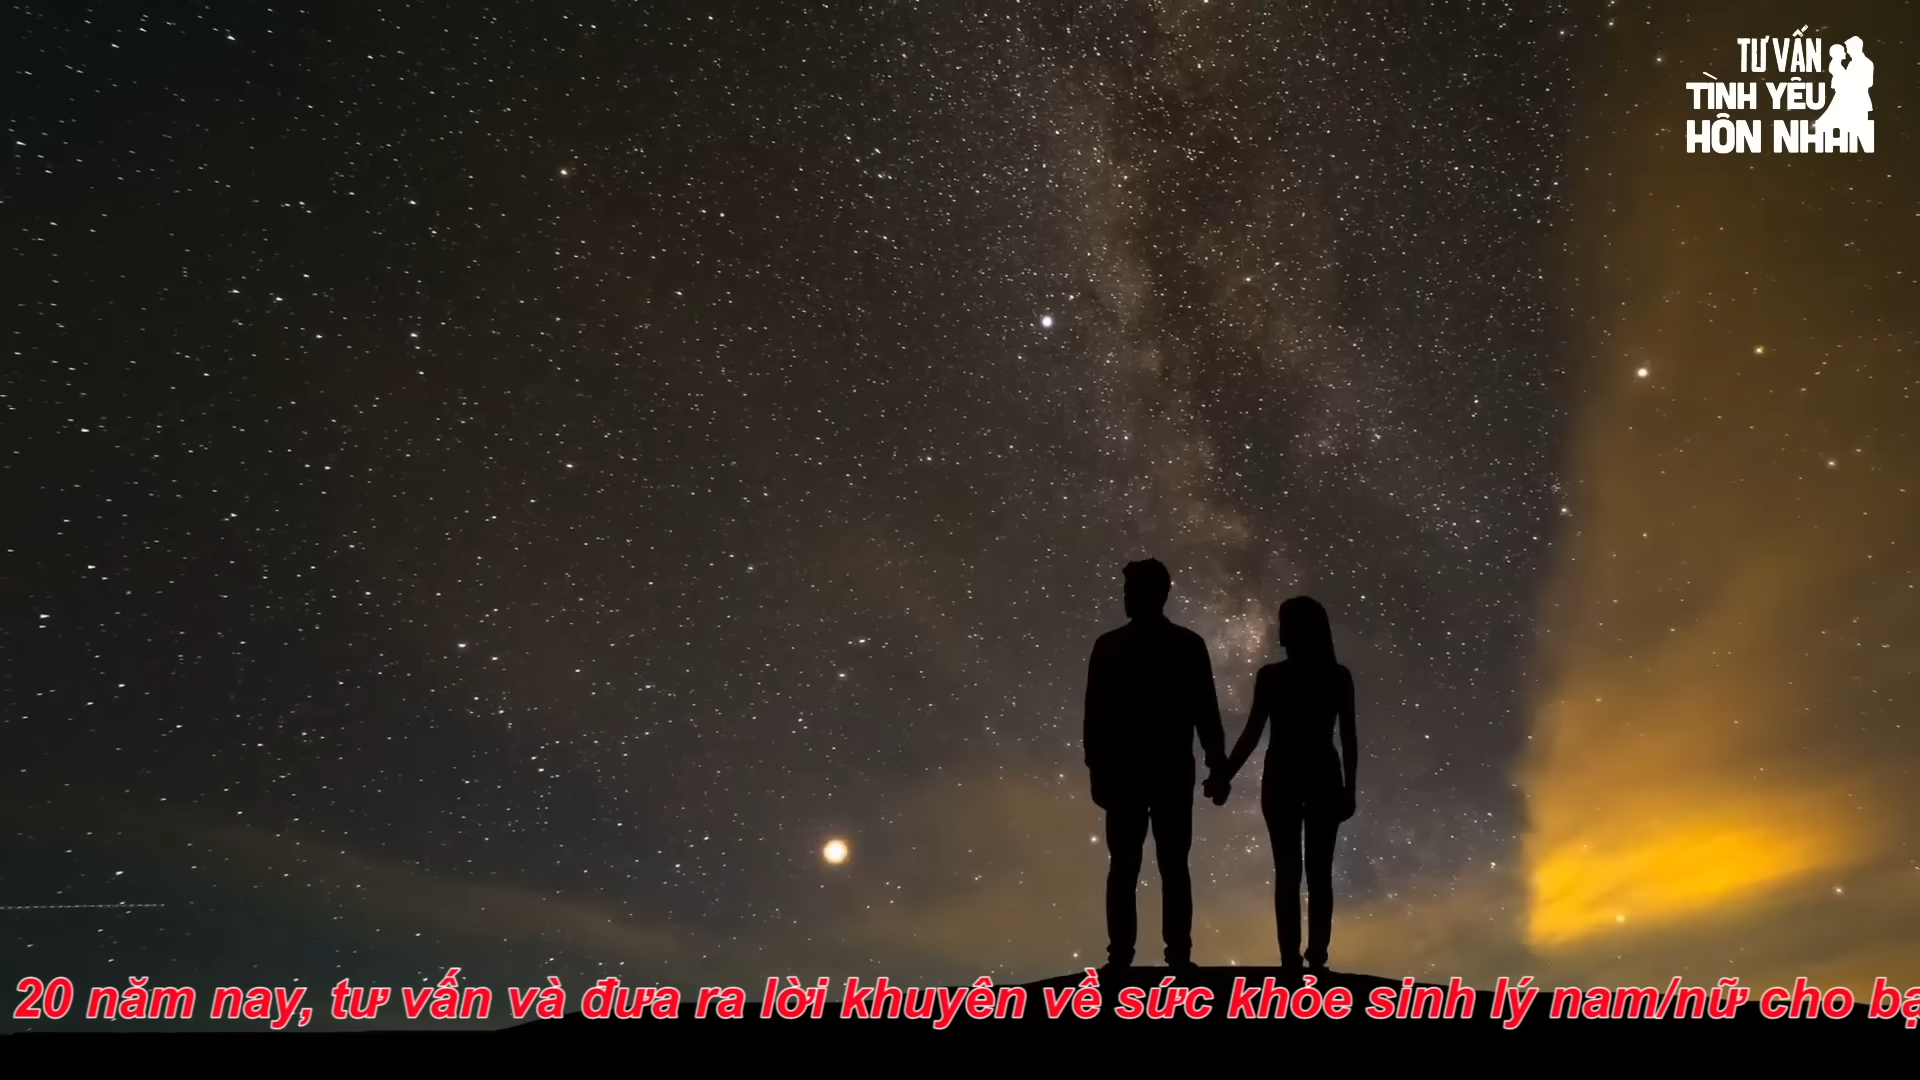 TƯ VẤN
TÌNH YÊU
HÔN NHÂN
20 năm nay, tư vấn và đưa ra lời khuyên về sức khỏe sinh lý nam/nữ cho